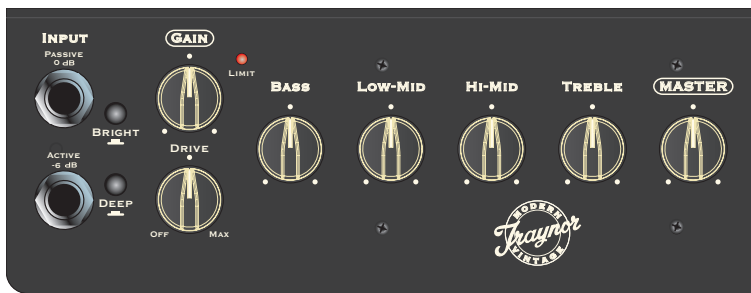 INPUT
PASSIVE
0 dB
BRIGHT
ACTIVE
-6 dB
DEEP
GAIN
LIMIT
DRIVE
OFF
MAX
BASS
LOW-MID
HI-MID
TREBLE
MASTER
MODERN
Traynor
VINTAGE